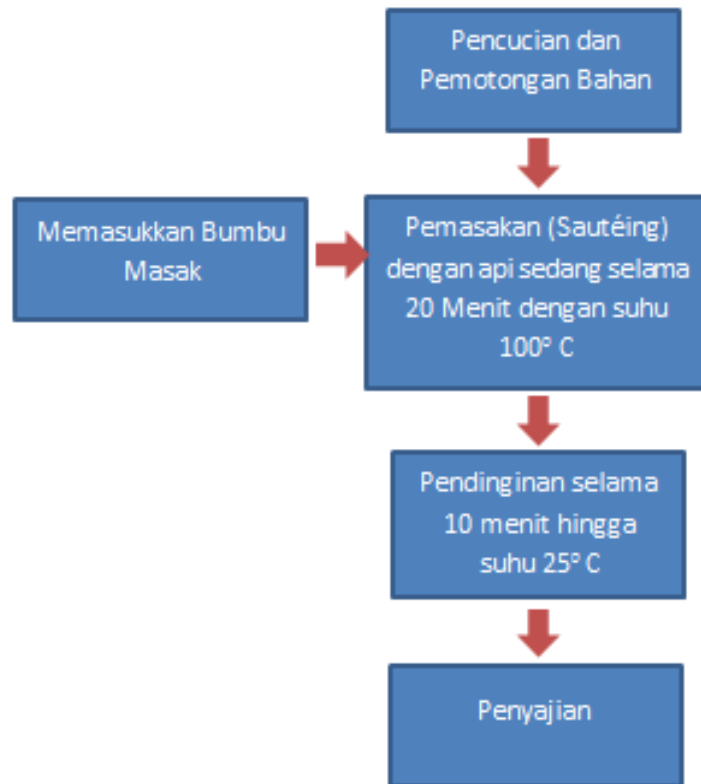 Pencucian dan
Pemotongan Bahan
Memasukkan Bumbu
Masak
Pemasakan (Sautéing)
dengan api sedang selama
20 Menit dengan suhu
100° C
Pendinginan selama
10 menit hingga
suhu 25° C
Penyajian